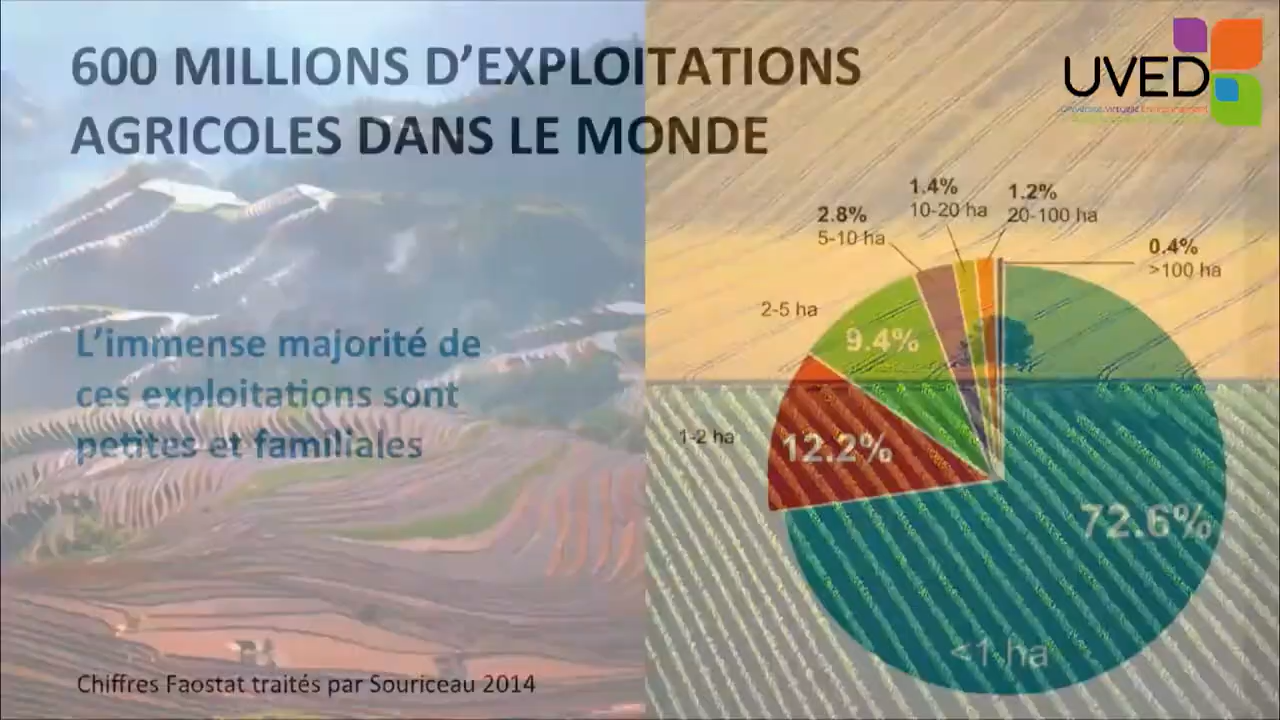 600 MILLIONS D'EXPLOITATIONS
AGRICOLES DANS LE MONDE
UVED
L'immense majorité de
ces exploitations sont
petites et familiales
1.4%
10-20 ha
1.2%
20-100 ha
2.8%
5-10 ha
0.4%
>100 ha
2-5 ha
9.4%
1-2 ha
12.2%
72.6%
<1 ha
Chiffres Faostat traités par Souriceau 2014